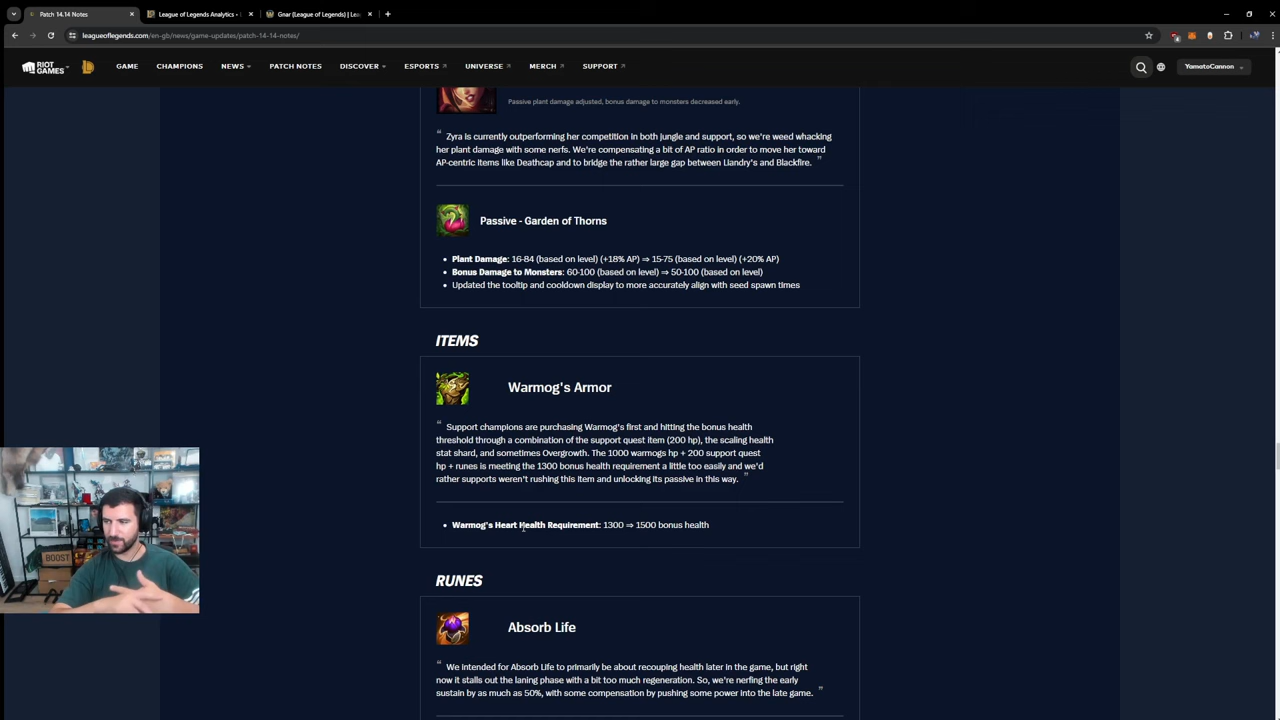 Patch 14.14 Notes
League of Legends Analytics •
Gnar (League of Legends) | Lea
leagueoflegends.com/en-gb/news/game-updates/patch-14-14-notes/
RIOT GAMES
GAME
CHAMPIONS
NEWS
PATCH NOTES
DISCOVER
ESPORTS
UNIVERSE
MERCH
SUPPORT
YamatoCannon
Passive plant damage adjusted, bonus damage to monsters decreased early.
" Zyra is currently outperforming her competition in both jungle and support, so we're weed whacking
her plant damage with some nerfs. We're compensating a bit of AP ratio in order to move her toward
AP-centric items like Deathcap and to bridge the rather large gap between Liandry's and Blackfire. "
Passive - Garden of Thorns
• Plant Damage: 16-84 (based on level) (+18% AP) ⇒ 15-75 (based on level) (+20% AP)
• Bonus Damage to Monsters: 60-100 (based on level) ⇒ 50-100 (based on level)
• Updated the tooltip and cooldown display to more accurately align with seed spawn times
ITEMS
Warmog's Armor
" Support champions are purchasing Warmog's first and hitting the bonus health
threshold through a combination of the support quest item (200 hp), the scaling health
stat shard, and sometimes Overgrowth. The 1000 warmogs hp + 200 support quest
hp + runes is meeting the 1300 bonus health requirement a little too easily and we'd
rather supports weren't rushing this item and unlocking its passive in this way. "
• Warmog's Heart Health Requirement: 1300 ⇒ 1500 bonus health
RUNES
Absorb Life
" We intended for Absorb Life to primarily be about recouping health later in the game, but right
now it stalls out the laning phase with a bit too much regeneration. So, we're nerfing the early
sustain by as much as 50%, with some compensation by pushing some power into the late game. "
BOOST